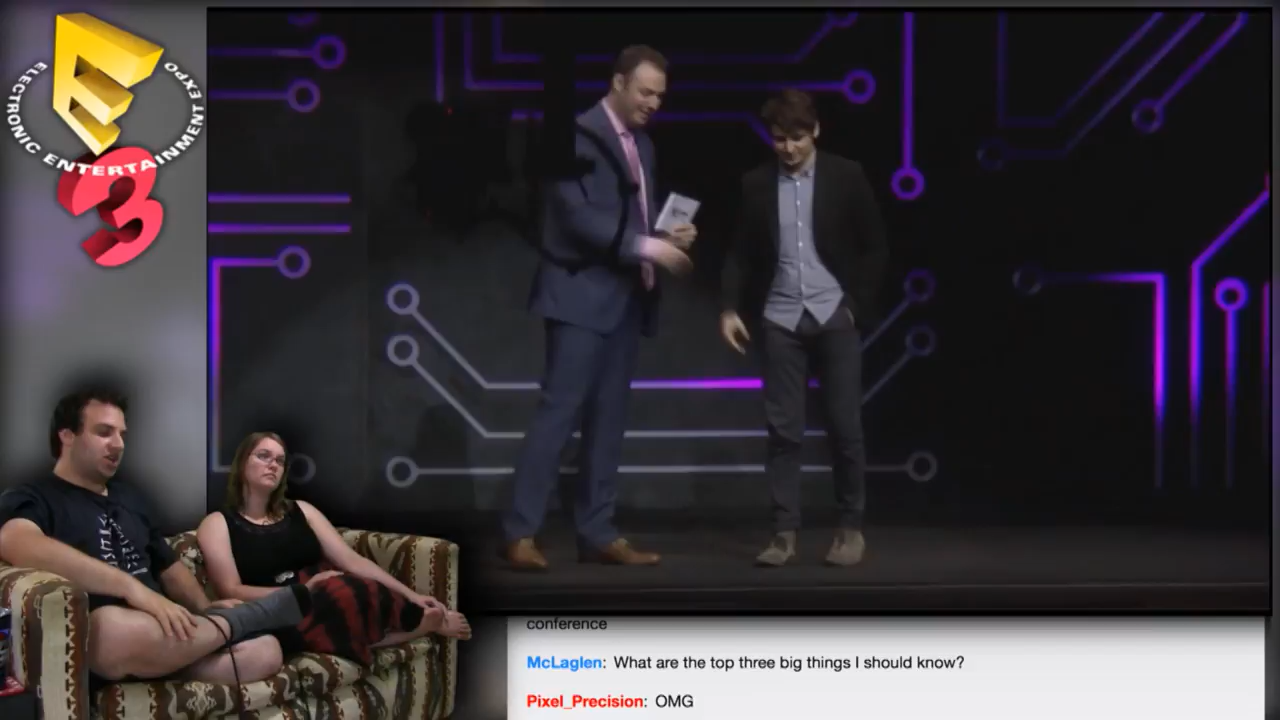 ELECTRONIC ENTERTAINMENT EXPO
E
3
conference
McLaglen: What are the top three big things I should know?
Pixel_Precision: OMG